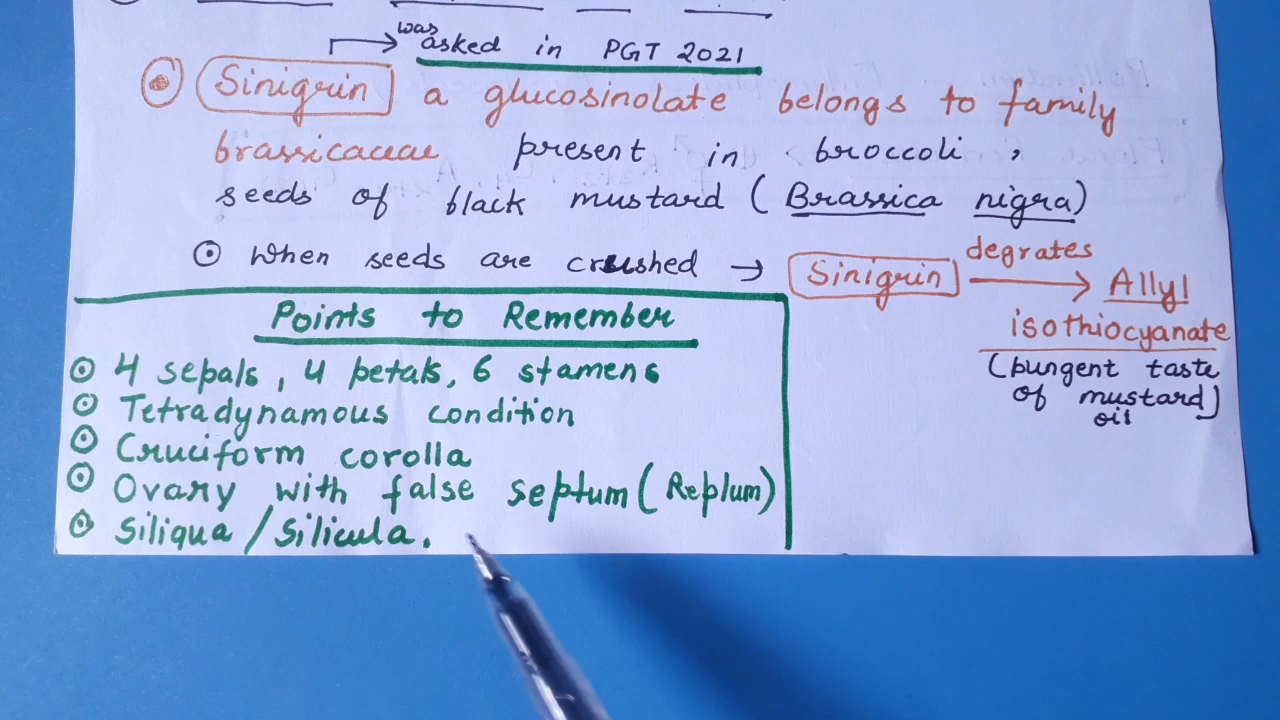 was
asked in PGT 2021
Sinigrin a glucosinolate belongs to family
brassicaceae present in broccoli,
seeds of black mustard (Brassica nigra)
When seeds are crushed → Sinigrin degrates → Allyl
isothiocyanate
(pungent taste
of mustard)
oil
Points to Remember
4 sepals, 4 petals, 6 stamens
Tetradynamous condition
Cruciform corolla
Ovary with false septum (Replum)
Siliqua / Silicula.